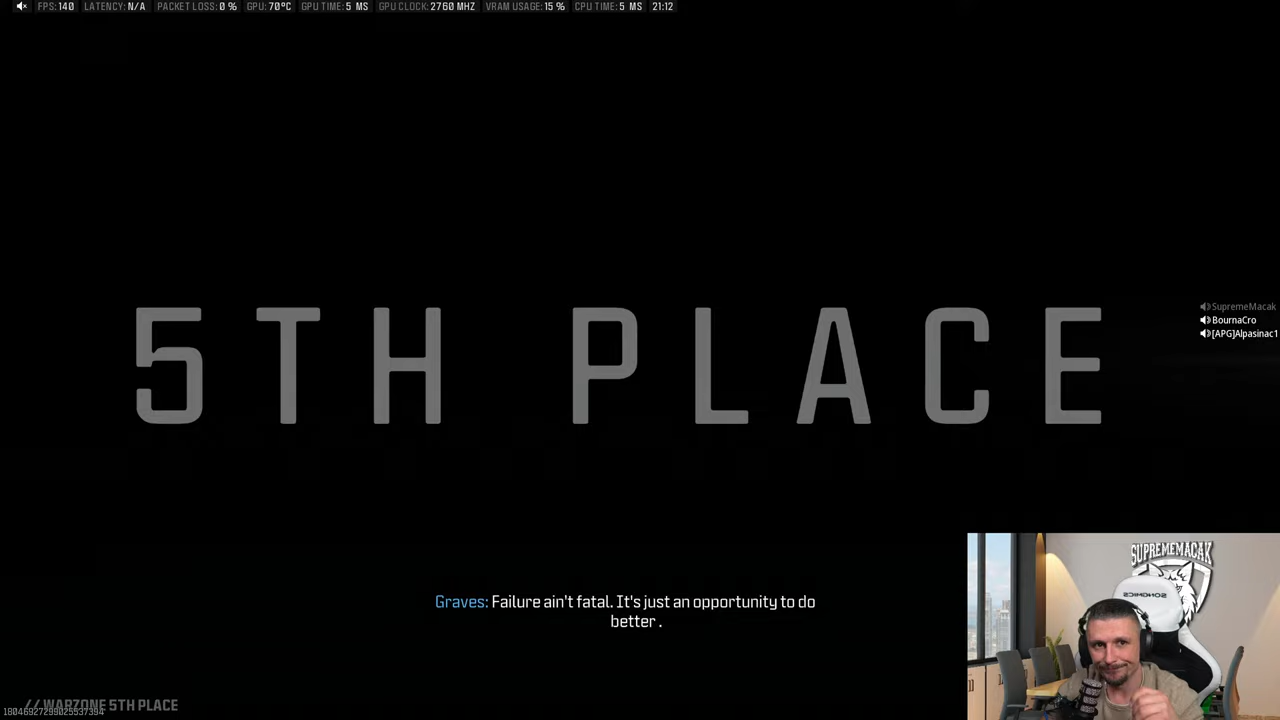 FPS: 140 LATENCY: N/A PACKET LOSS: 0 % GPU: 70°C GPU TIME: 5 MS GPU CLOCK: 2760 MHZ VRAM USAGE: 15 % CPU TIME: 5 MS 21:12
5TH PLACE
SupremeMacak
BournaCro
[APG]Alpasinac1
SUPREMEMACAK
SONGMICS
Graves: Failure ain't fatal. It's just an opportunity to do
better .
// WARZONE 5TH PLACE